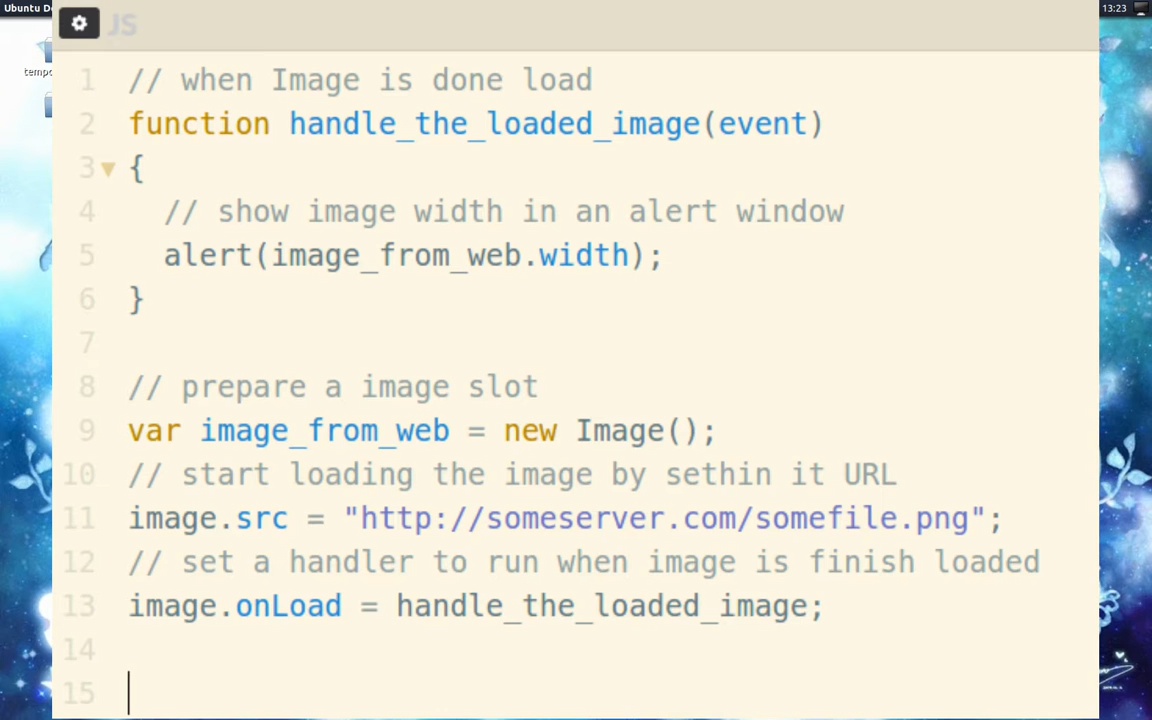 Ubuntu De
13:23
JS
tempo
1 // when Image is done load
2 function handle_the_loaded_image(event)
3 {
4 // show image width in an alert window
5 alert(image_from_web.width);
6 }
7
8 // prepare a image slot
9 var image_from_web = new Image();
10 // start loading the image by sethin it URL
11 image.src = "http://someserver.com/somefile.png";
12 // set a handler to run when image is finish loaded
13 image.onLoad = handle_the_loaded_image;
14
15